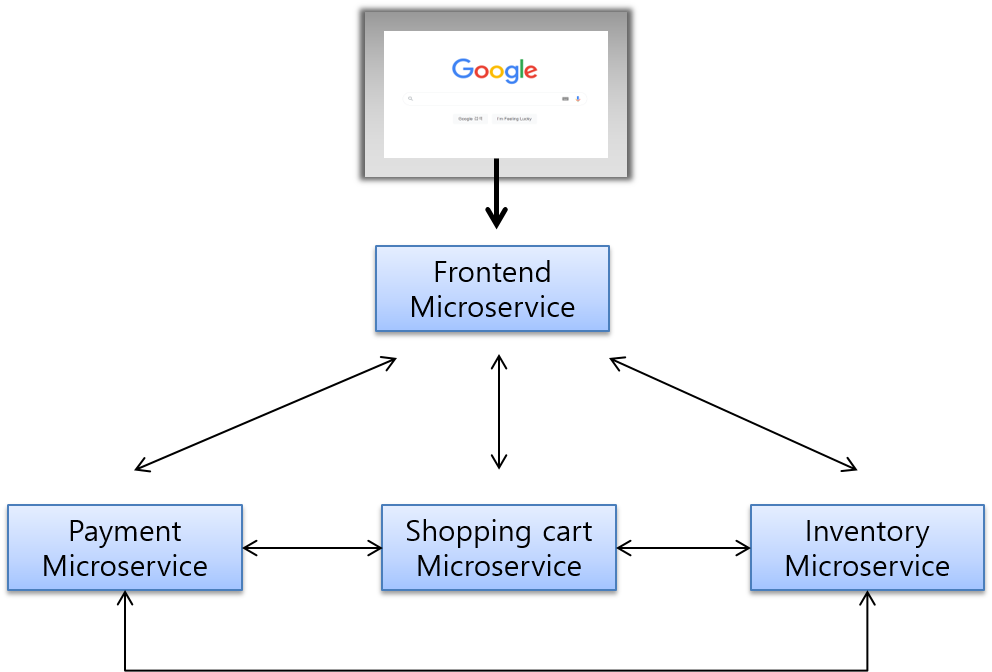 Google
Google 검색 I'm Feeling Lucky
Frontend
Microservice
Payment
Microservice
Shopping cart
Microservice
Inventory
Microservice